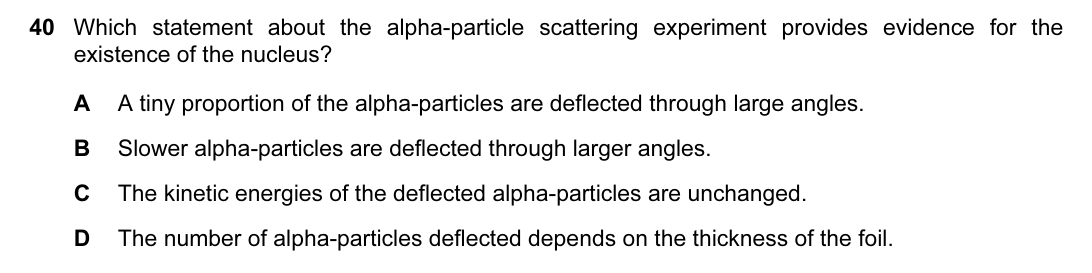 40 Which statement about the alpha-particle scattering experiment provides evidence for the
existence of the nucleus?
A A tiny proportion of the alpha-particles are deflected through large angles.
B Slower alpha-particles are deflected through larger angles.
C The kinetic energies of the deflected alpha-particles are unchanged.
D The number of alpha-particles deflected depends on the thickness of the foil.